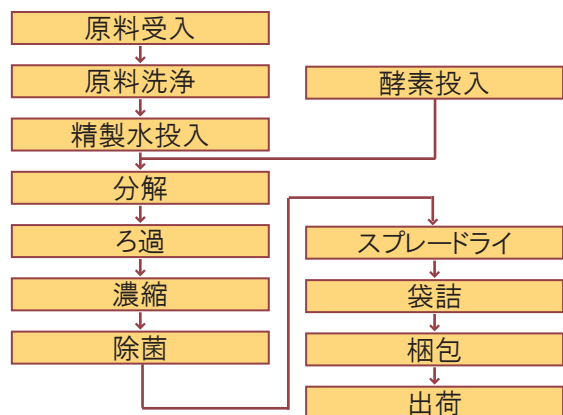 原料受入
原料洗浄
精製水投入
酵素投入
分解
ろ過
濃縮
除菌
スプレードライ
袋詰
梱包
出荷